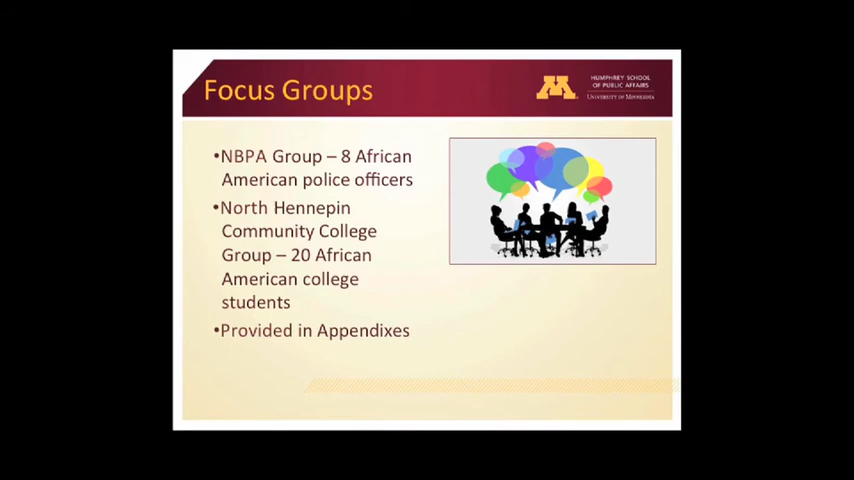 Focus Groups
HUMPHREY SCHOOL
OF PUBLIC AFFAIRS
UNIVERSITY OF MINNESOTA
•NBPA Group – 8 African
American police officers
•North Hennepin
Community College
Group – 20 African
American college
students
•Provided in Appendixes